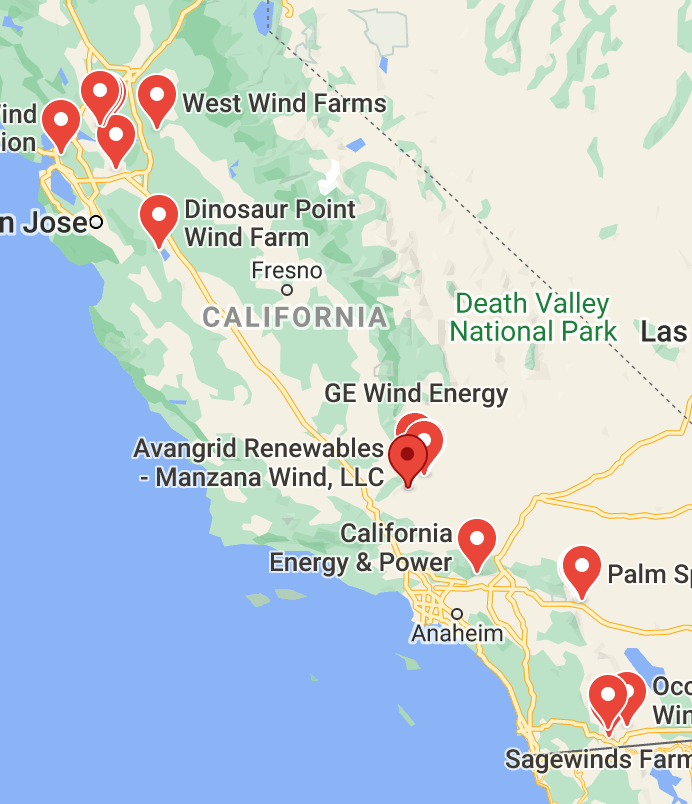 West Wind Farms
ind
ion
Dinosaur Point
Wind Farm
n Jose
Fresno
CALIFORNIA
Death Valley
National Park
Las
GE Wind Energy
Avangrid Renewables
- Manzana Wind, LLC
California
Energy & Power
Palm Sp
Anaheim
Occ
Win
Sagewinds Farm